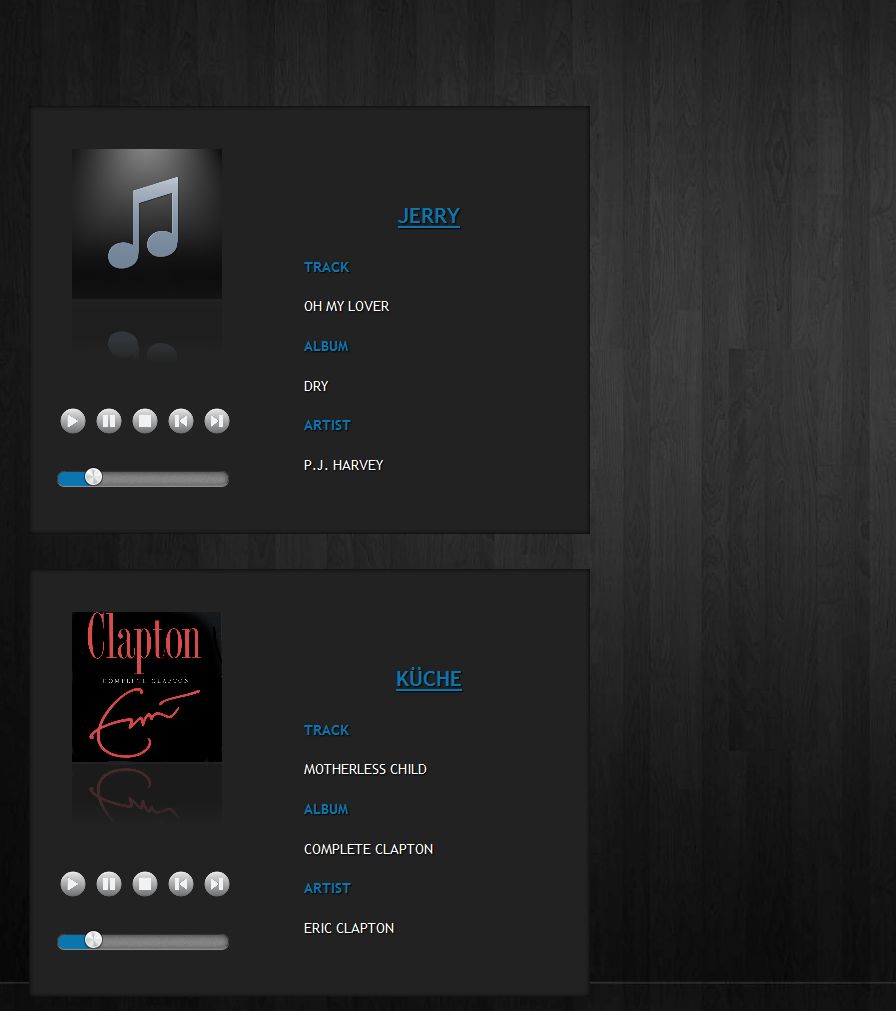 JERRY
TRACK
OH MY LOVER
ALBUM
DRY
ARTIST
P.J. HARVEY
Clapton
COMPLETE CLAPTON
KÜCHE
TRACK
MOTHERLESS CHILD
ALBUM
COMPLETE CLAPTON
ARTIST
ERIC CLAPTON